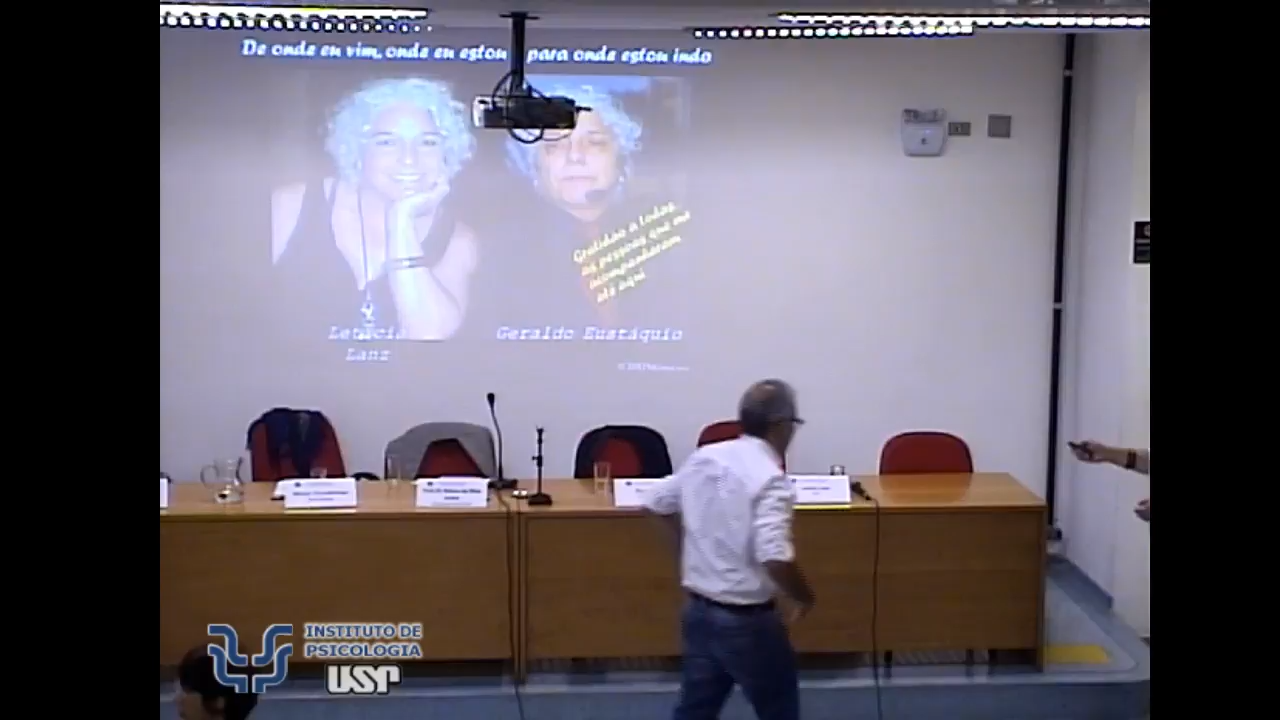 De onde eu vim, onde eu estou para onde estou indo
Gratidão a todas
as pessoas que me
acompanharam
até aqui
Letícia
Lanz
Geraldo Eustáquio
INSTITUTO DE
PSICOLOGIA
USP